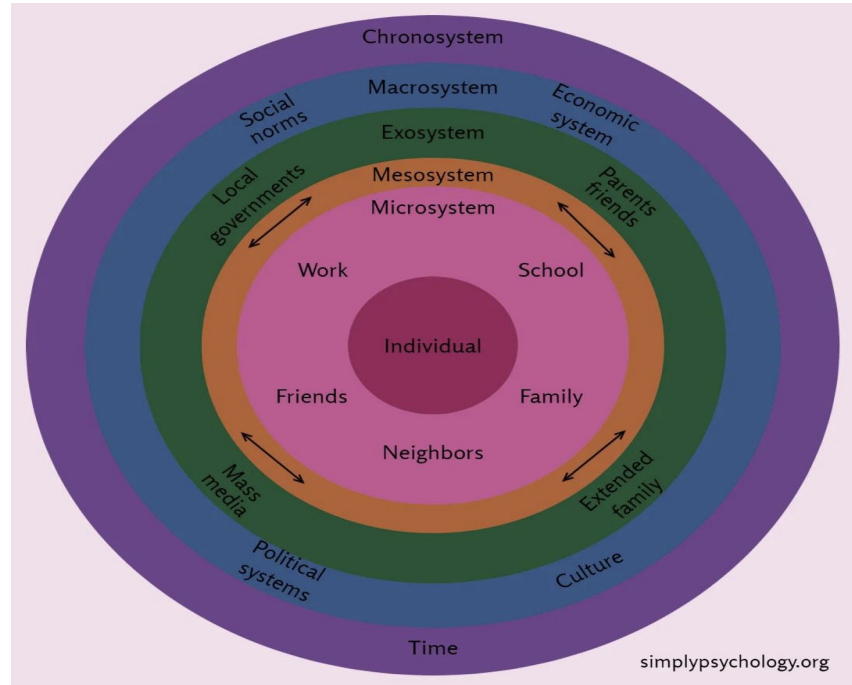 Chronosystem
Macrosystem
Social
norms
Economic
system
Exosystem
Local
governments
Parents
friends
Mesosystem
Microsystem
Work
School
Individual
Friends
Family
Neighbors
Mass
media
Extended
family
Political
systems
Culture
Time
simplypsychology.org